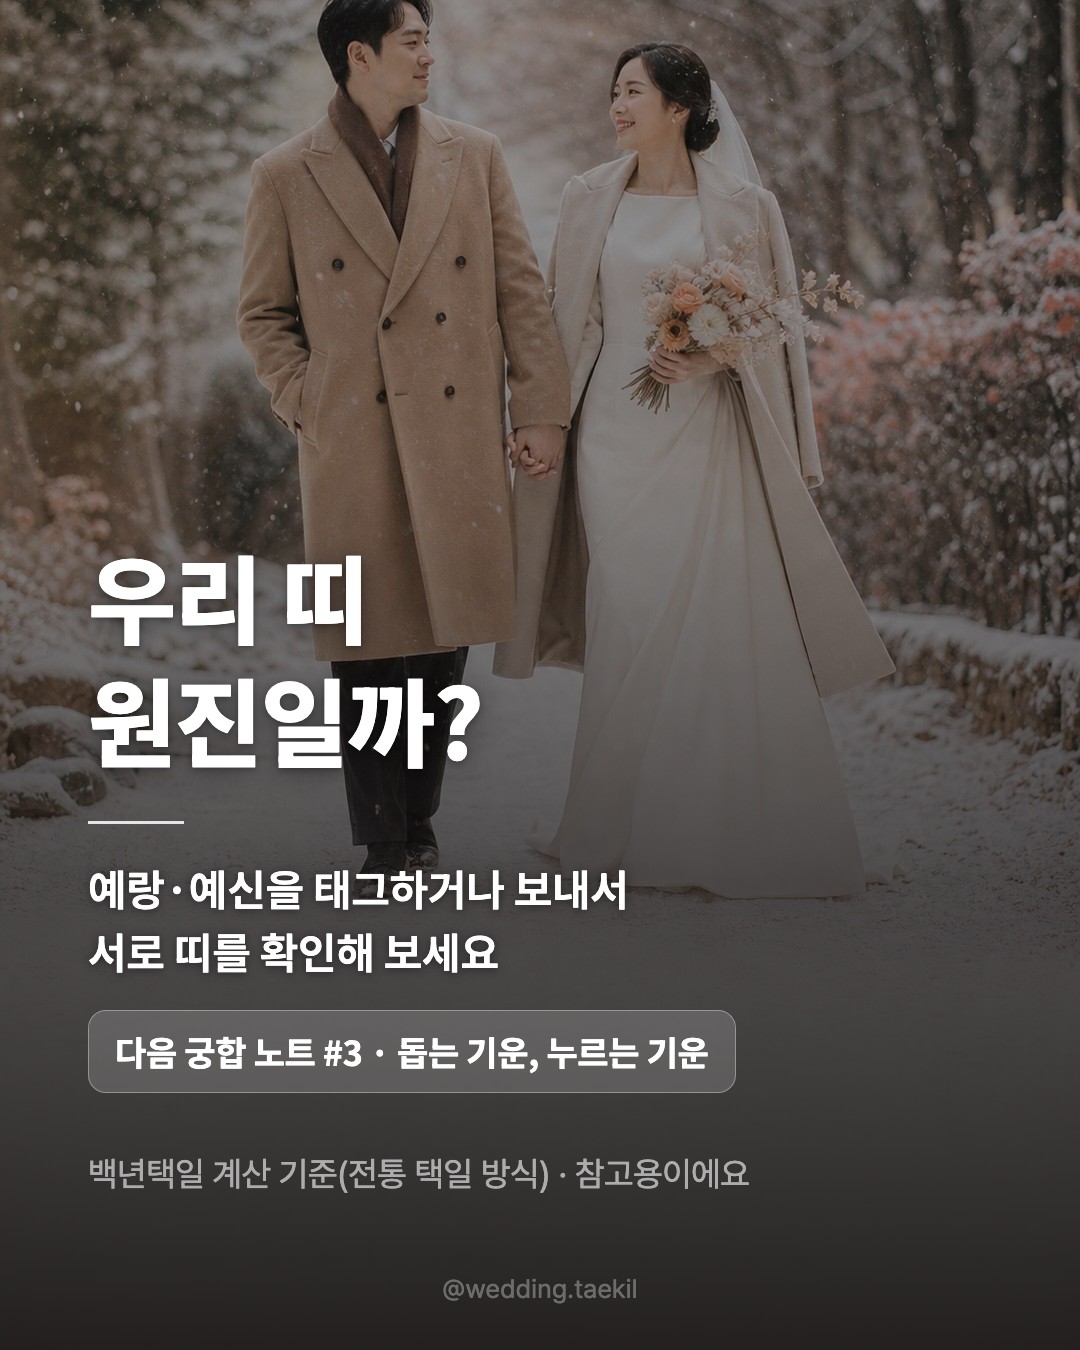 우리 띠
원진일까?
예랑·예신을 태그하거나 보내서
서로 띠를 확인해 보세요
다음 궁합 노트 #3 · 돕는 기운, 누르는 기운
백년택일 계산 기준(전통 택일 방식) · 참고용이에요
@wedding.taekil